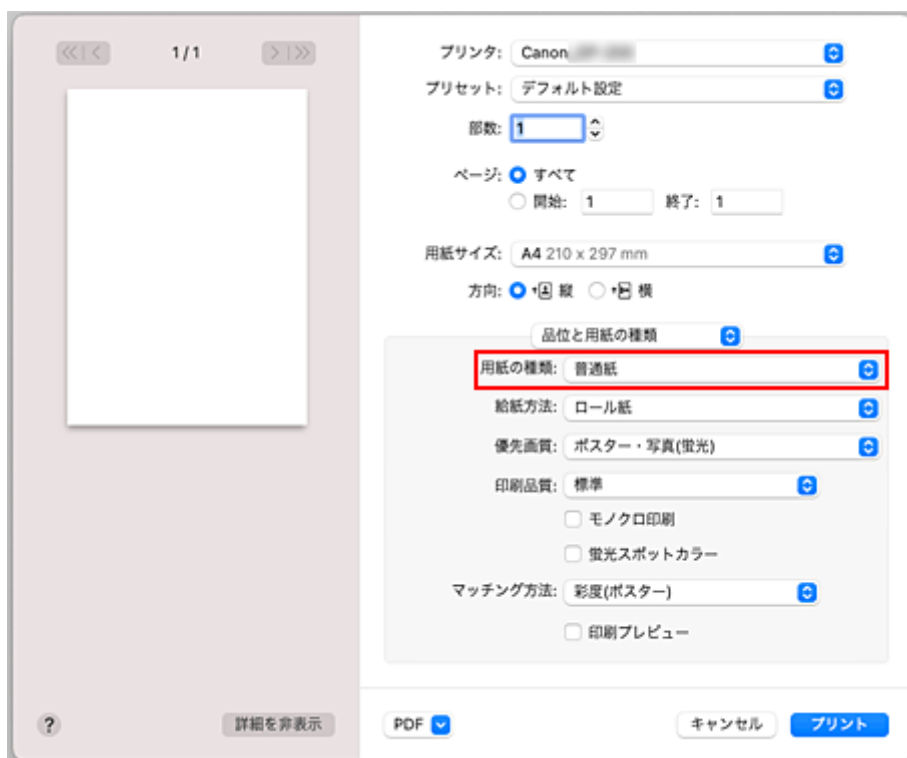 1/1
プリンタ: Canon
プリセット: デフォルト設定
部数: 1
ページ: すべて
開始: 1 終了: 1
用紙サイズ: A4 210 x 297 mm
方向: 縦 横
品位と用紙の種類
用紙の種類: 普通紙
給紙方法: ロール紙
優先画質: ポスター・写真(蛍光)
印刷品質: 標準
モノクロ印刷
蛍光スポットカラー
マッチング方法: 彩度(ポスター)
印刷プレビュー
? 詳細を非表示 PDF キャンセル プリント